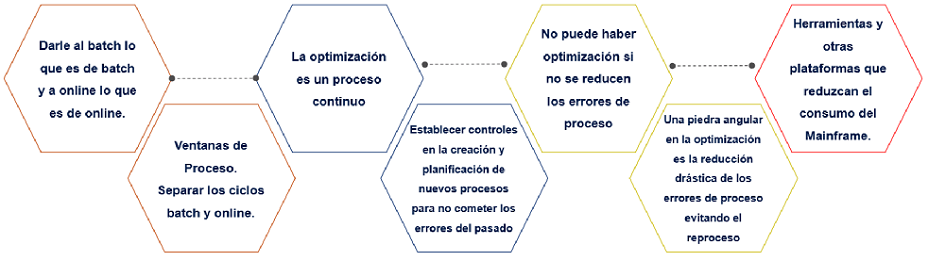 Darle al batch lo
que es de batch
y a online lo que
es de online.
Ventanas de
Proceso.
Separar los ciclos
batch y online.
La optimización
es un proceso
continuo
Establecer controles
en la creación y
planificación de
nuevos procesos
para no cometer los
errores del pasado
No puede haber
optimización si
no se reducen
los errores de
proceso
Una piedra angular
en la optimización
es la reducción
drástica de los
errores de proceso
evitando el
reproceso
Herramientas y
otras
plataformas que
reduzcan el
consumo del
Mainframe.